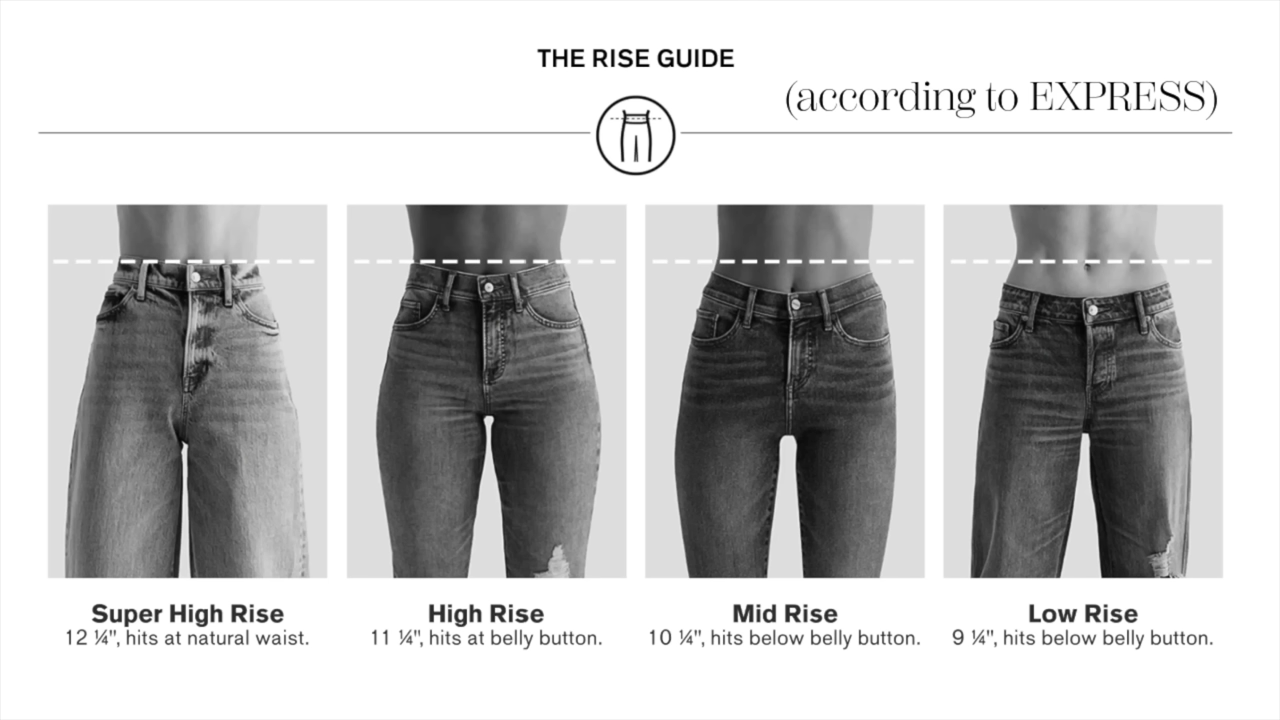 THE RISE GUIDE
(according to EXPRESS)
Super High Rise
12 ¼", hits at natural waist.
High Rise
11 ¼", hits at belly button.
Mid Rise
10 ¼", hits below belly button.
Low Rise
9 ¼", hits below belly button.